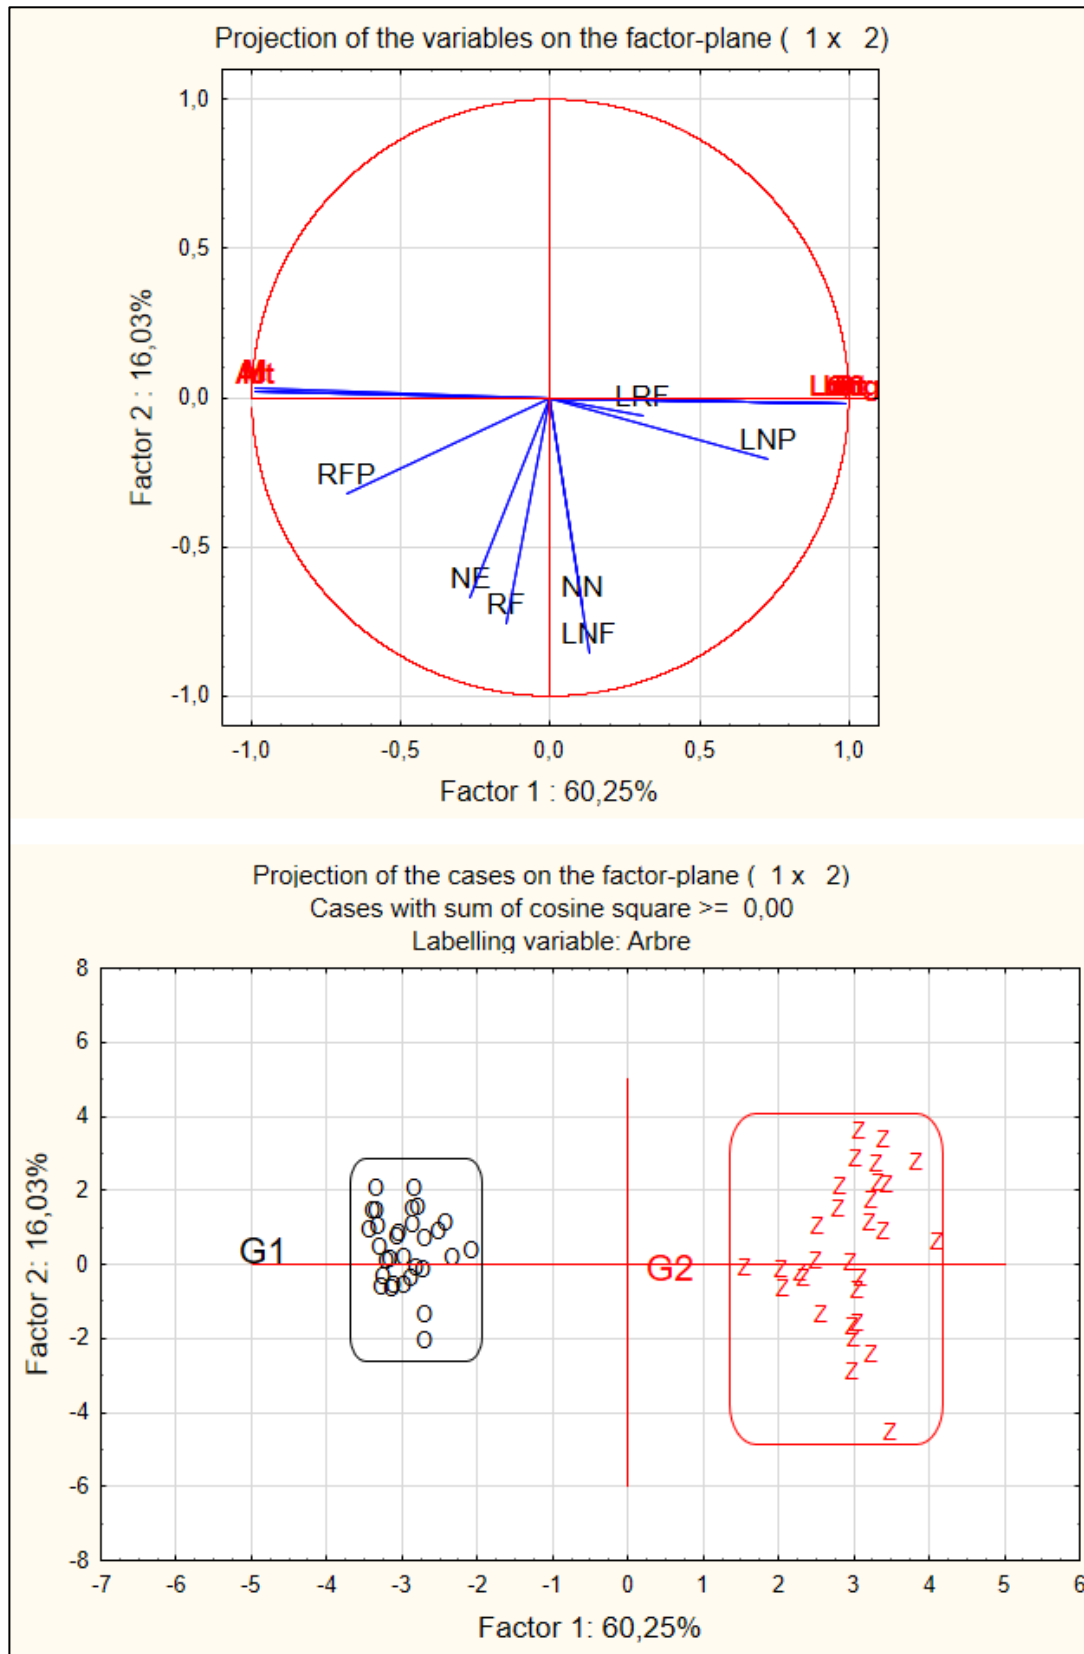 Projection of the variables on the factor-plane ( 1 x 2)
1,0
0,5
0,0
-0,5
-1,0
Factor 2 : 16,03%
LRF
LNP
RFP
NE
RF
NN
LNF
-1,0 -0,5 0,0 0,5 1,0
Factor 1 : 60,25%
Projection of the cases on the factor-plane ( 1 x 2)
Cases with sum of cosine square >= 0,00
Labelling variable: Arbre
8
6
4
2
0
-2
-4
-6
-8
Factor 2: 16,03%
G1
G2
-7 -6 -5 -4 -3 -2 -1 0 1 2 3 4 5 6
Factor 1: 60,25%